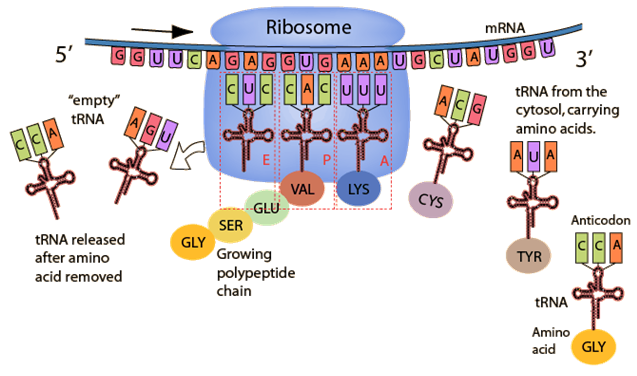 Ribosome
mRNA
5’
3’
G G U U C A G A G G U G A A A U G C U A U G G U
“empty”
tRNA
C C A
A G U
C U C
C A C
U U U
A C G
tRNA from the
cytosol, carrying
amino acids.
A U A
E
P
A
VAL
LYS
CYS
GLU
SER
GLY
tRNA released
after amino
acid removed
Growing
polypeptide
chain
TYR
Anticodon
C C A
tRNA
Amino
acid
GLY